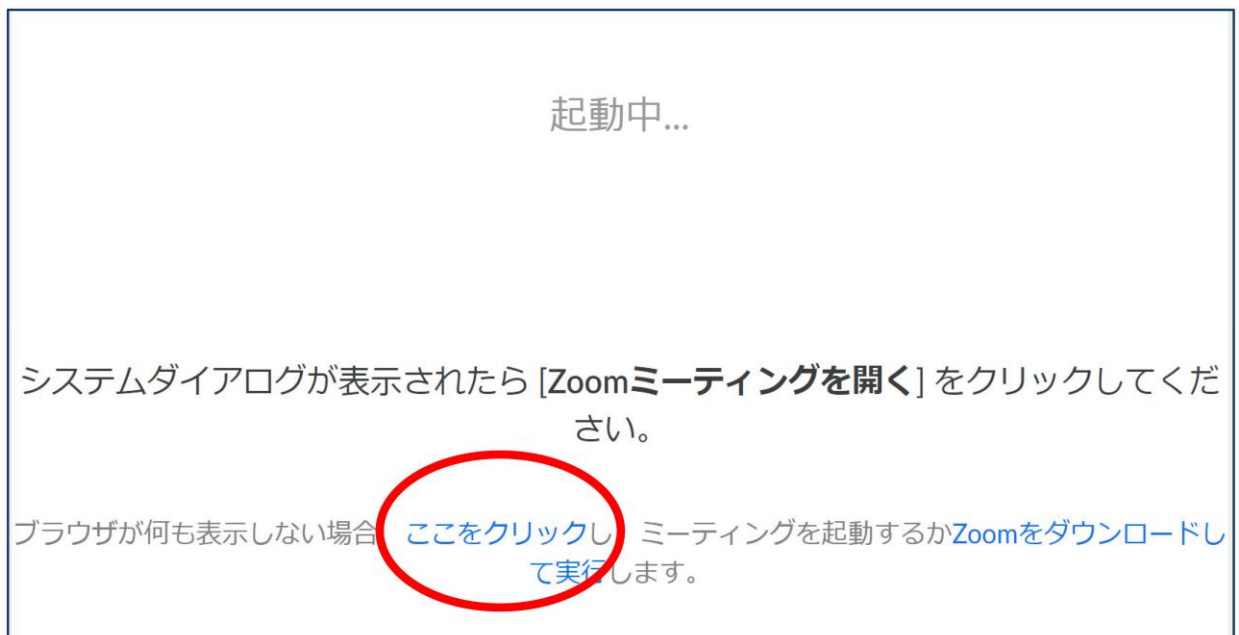 起動中...
システムダイアログが表示されたら [Zoomミーティングを開く] をクリックしてくだ
さい。
ブラウザが何も表示しない場合 ここをクリックし ミーティングを起動するかZoomをダウンロードし
て実行します。